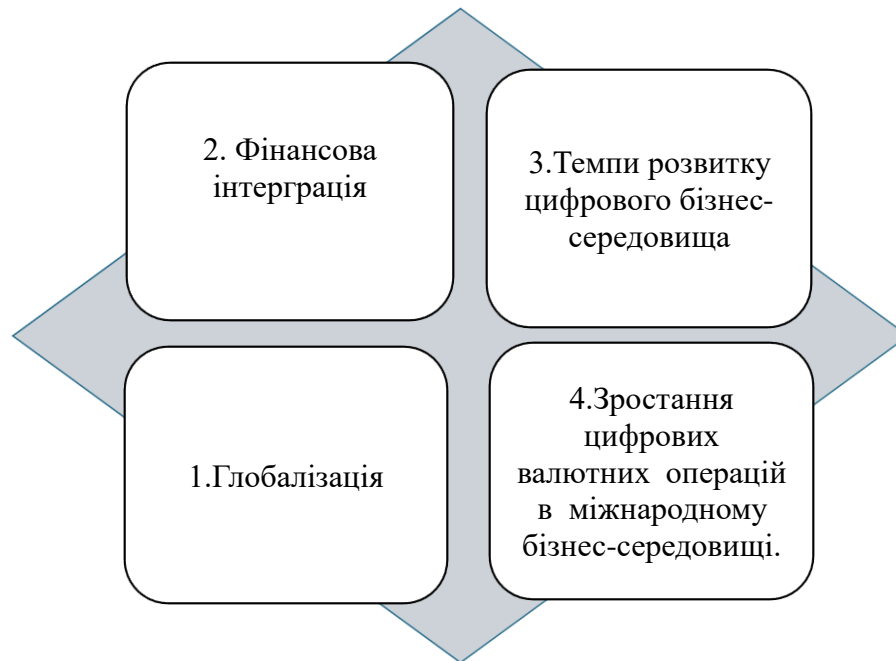 2. Фінансова
інтерграція
3.Темпи розвитку
цифрового бізнес-
середовища
1.Глобалізація
4.Зростання
цифрових
валютних операцій
в міжнародному
бізнес-середовищі.